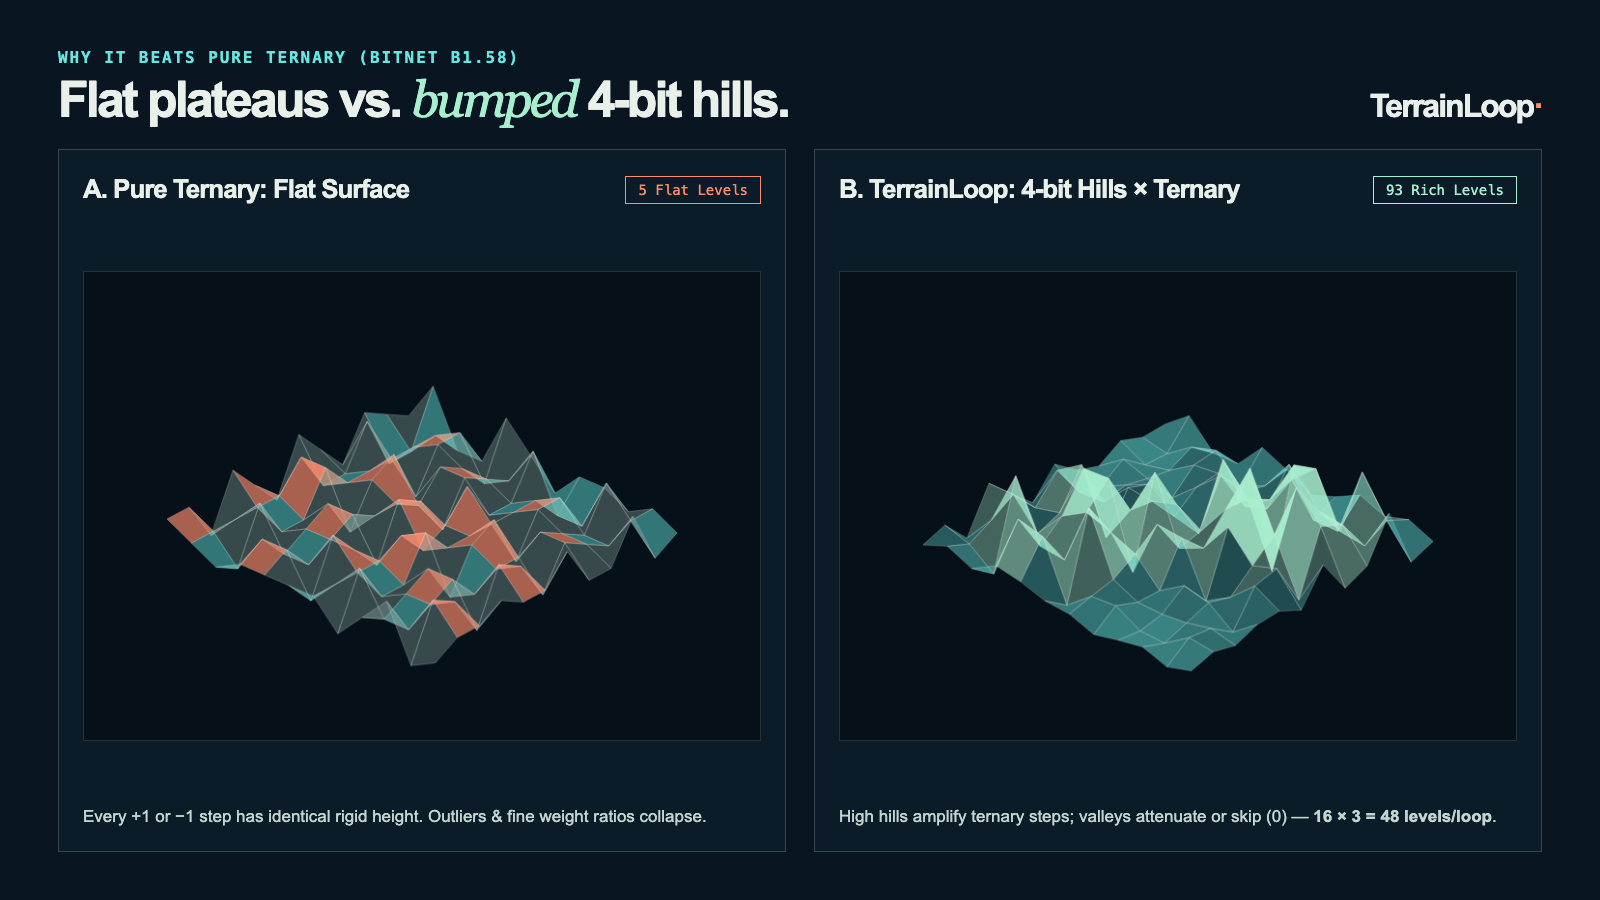 WHY IT BEATS PURE TERNARY (BITNET B1.58)
Flat plateaus vs. bumped 4-bit hills.
TerrainLoop
A. Pure Ternary: Flat Surface
5 Flat Levels
Every +1 or −1 step has identical rigid height. Outliers & fine weight ratios collapse.
B. TerrainLoop: 4-bit Hills × Ternary
93 Rich Levels
High hills amplify ternary steps; valleys attenuate or skip (0) — 16 × 3 = 48 levels/loop.